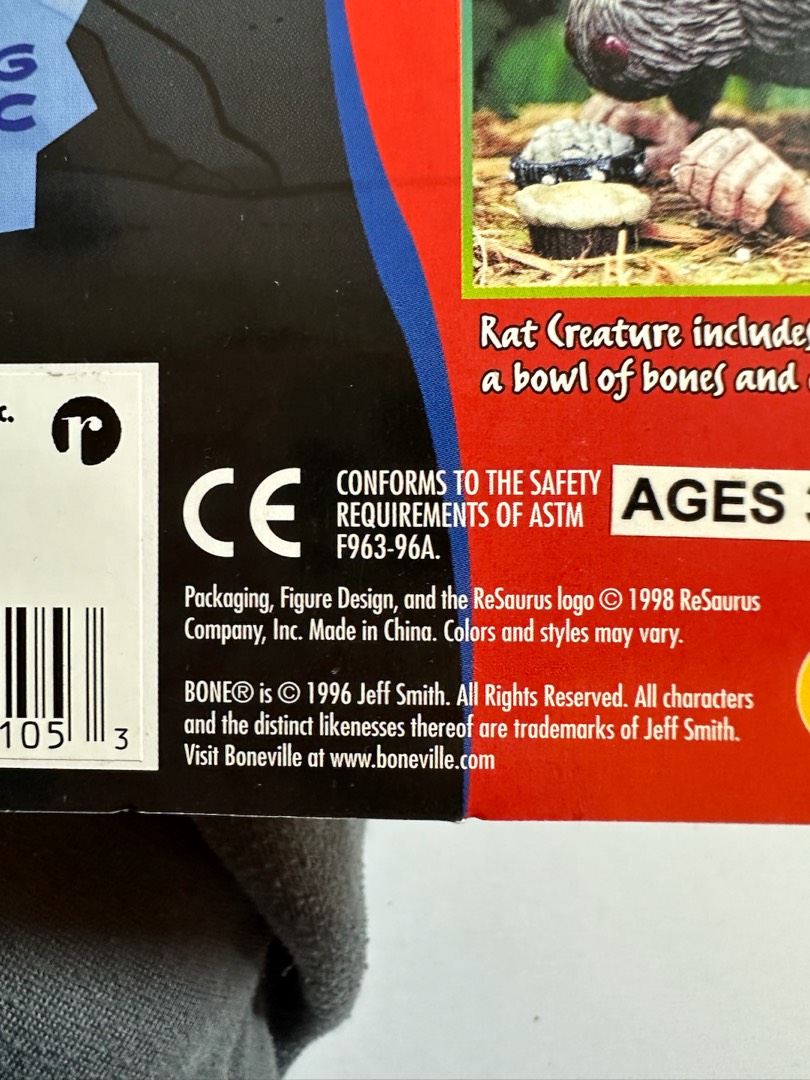 G
C
Rat Creature includes
a bowl of bones and
c.
r
CE
CONFORMS TO THE SAFETY
REQUIREMENTS OF ASTM
F963-96A.
AGES
Packaging, Figure Design, and the ReSaurus logo © 1998 ReSaurus
Company, Inc. Made in China. Colors and styles may vary.
BONE® is © 1996 Jeff Smith. All Rights Reserved. All characters
and the distinct likenesses thereof are trademarks of Jeff Smith.
Visit Boneville at www.boneville.com
105 3